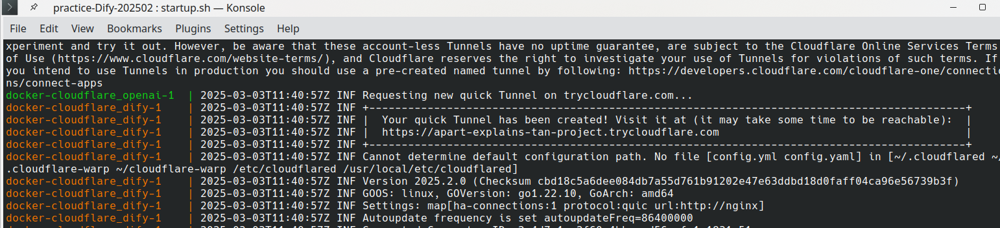 practice-Dify-202502 : startup.sh — Konsole
File Edit View Bookmarks Plugins Settings Help
xperiment and try it out. However, be aware that these account-less Tunnels have no uptime guarantee, are subject to the Cloudflare Online Services Terms
of Use (https://www.cloudflare.com/website-terms/), and Cloudflare reserves the right to investigate your use of Tunnels for violations of such terms. If
you intend to use Tunnels in production you should use a pre-created named tunnel by following: https://developers.cloudflare.com/cloudflare-one/connectio
ns/connect-apps
docker-cloudflare_openai-1 | 2025-03-03T11:40:57Z INF Requesting new quick Tunnel on trycloudflare.com...
docker-cloudflare_dify-1 | 2025-03-03T11:40:57Z INF +--------------------------------------------------------------------------------------------+
docker-cloudflare_dify-1 | 2025-03-03T11:40:57Z INF | Your quick Tunnel has been created! Visit it at (it may take some time to be reachable): |
docker-cloudflare_dify-1 | 2025-03-03T11:40:57Z INF | https://apart-explains-tan-project.trycloudflare.com |
docker-cloudflare_dify-1 | 2025-03-03T11:40:57Z INF +--------------------------------------------------------------------------------------------+
docker-cloudflare_dify-1 | 2025-03-03T11:40:57Z INF Cannot determine default configuration path. No file [config.yml config.yaml] in [~/.cloudflared ~/
.cloudflare-warp ~/cloudflare-warp /etc/cloudflared /usr/local/etc/cloudflared]
docker-cloudflare_dify-1 | 2025-03-03T11:40:57Z INF Version 2025.2.0 (Checksum cbd18c5a6dee084db7a55d761b91202e47e63ddbd18d0faff04ca96e56739b3f)
docker-cloudflare_dify-1 | 2025-03-03T11:40:57Z INF GOOS: linux, GOVersion: go1.22.10, GoArch: amd64
docker-cloudflare_dify-1 | 2025-03-03T11:40:57Z INF Settings: map[ha-connections:1 protocol:quic url:http://nginx]
docker-cloudflare_dify-1 | 2025-03-03T11:40:57Z INF Autoupdate frequency is set autoupdateFreq=86400000